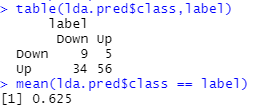 > table(lda.pred$class,label)
label
Down Up
Down 9 5
Up 34 56
> mean(lda.pred$class == label)
[1] 0.625